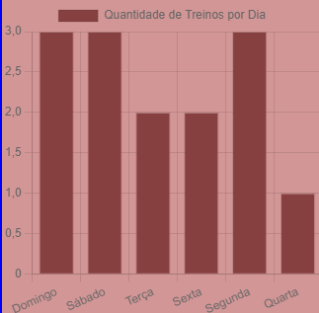 Quantidade de Treinos por Dia
3,0
2,5
2,0
1,5
1,0
0,5
0
Domingo
Sábado
Terça
Sexta
Segunda
Quarta